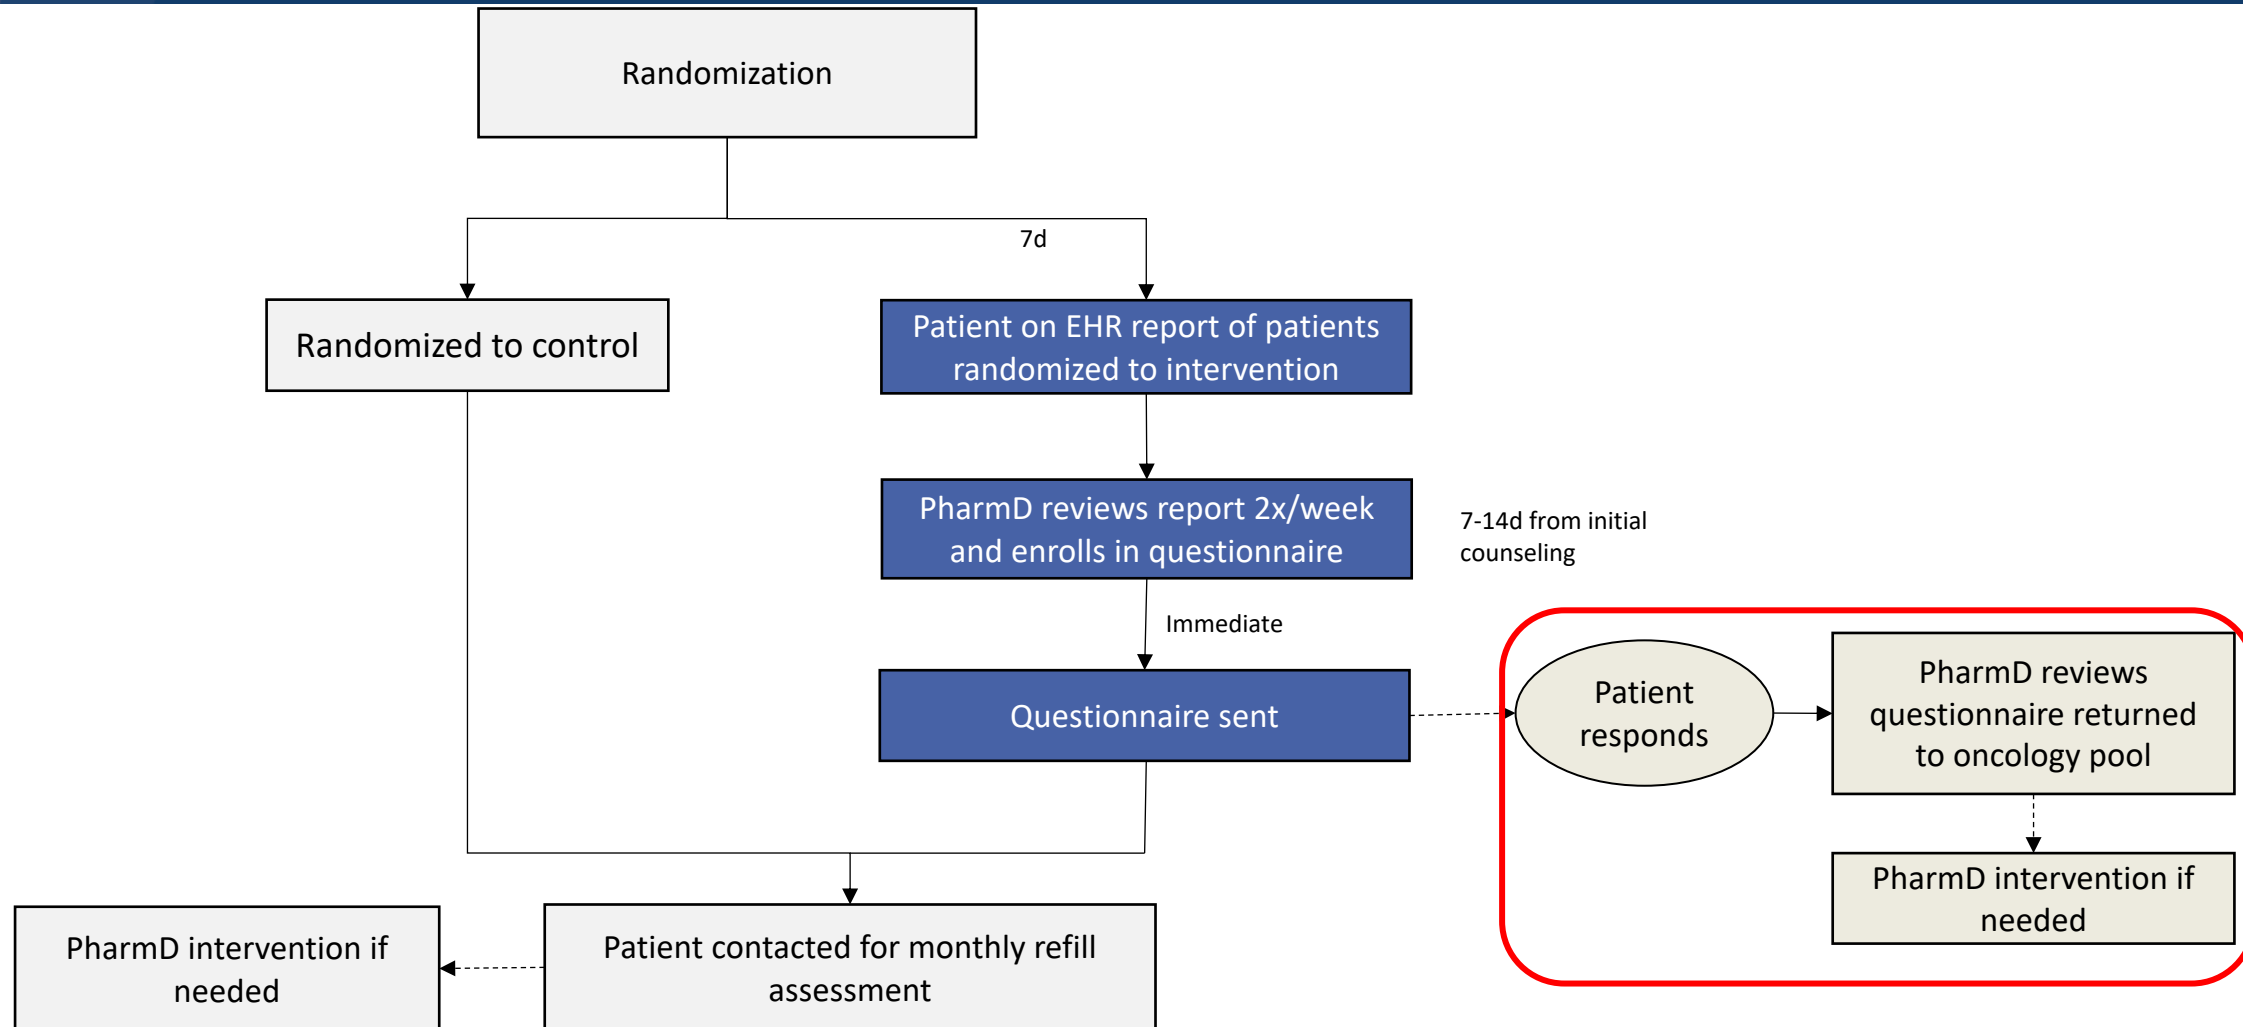 Randomization
7d
Randomized to control
Patient on EHR report of patients
randomized to intervention
PharmD reviews report 2x/week
and enrolls in questionnaire
7-14d from initial
counseling
Immediate
Questionnaire sent
Patient
responds
PharmD reviews
questionnaire returned
to oncology pool
PharmD intervention if
needed
Patient contacted for monthly refill
assessment
PharmD intervention if
needed